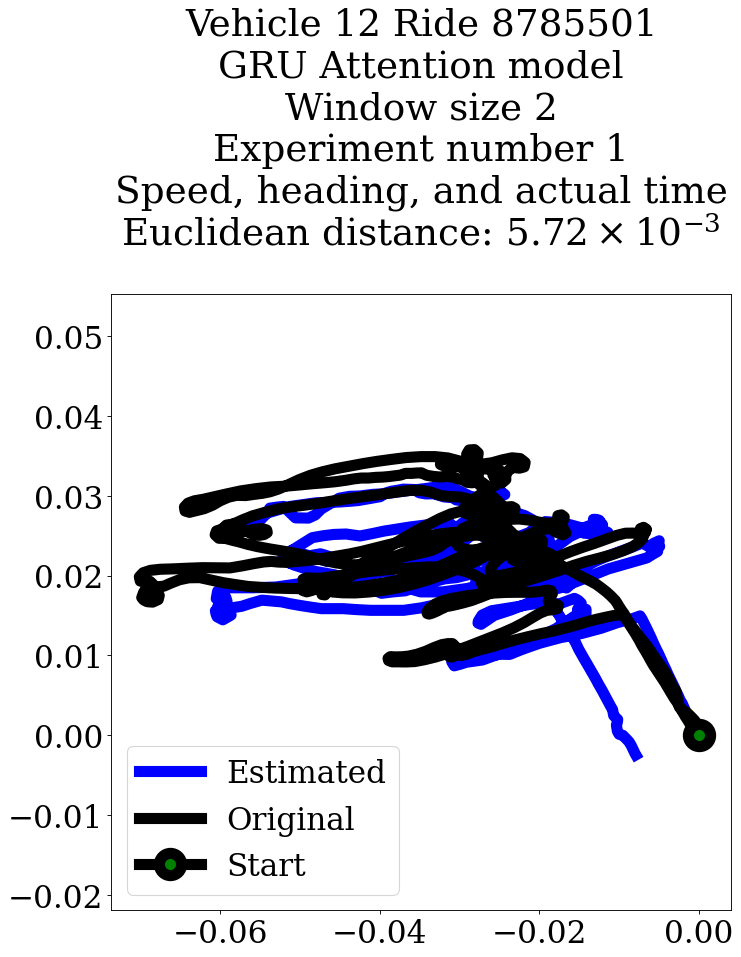 Vehicle 12 Ride 8785501
GRU Attention model
Window size 2
Experiment number 1
Speed, heading, and actual time
Euclidean distance: 5.72 × 10⁻³
0.05
0.04
0.03
0.02
0.01
0.00
−0.01
−0.02
Estimated
Original
Start
−0.06 −0.04 −0.02 0.00